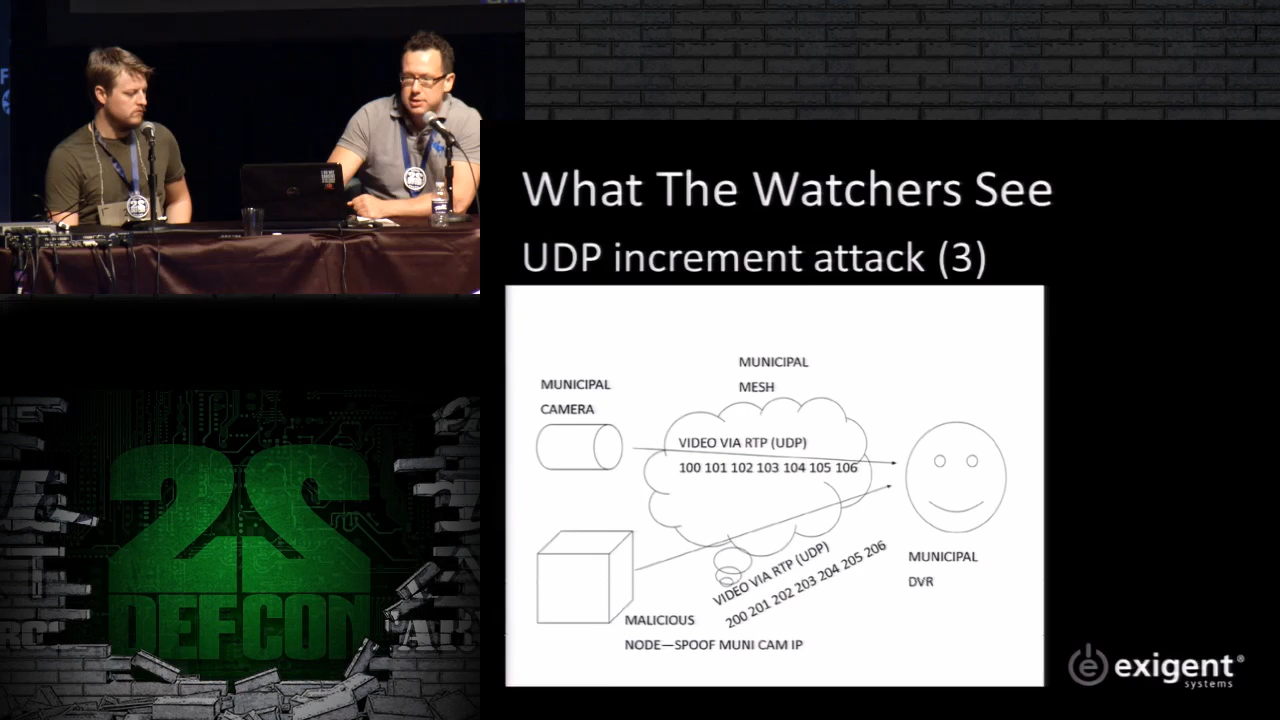 What The Watchers See
UDP increment attack (3)
MUNICIPAL
MESH
MUNICIPAL
CAMERA
VIDEO VIA RTP (UDP)
100 101 102 103 104 105 106
VIDEO VIA RTP (UDP)
200 201 202 203 204 205 206
MUNICIPAL
DVR
MALICIOUS
NODE—SPOOF MUNI CAM IP
DEFCON
exigent®
systems